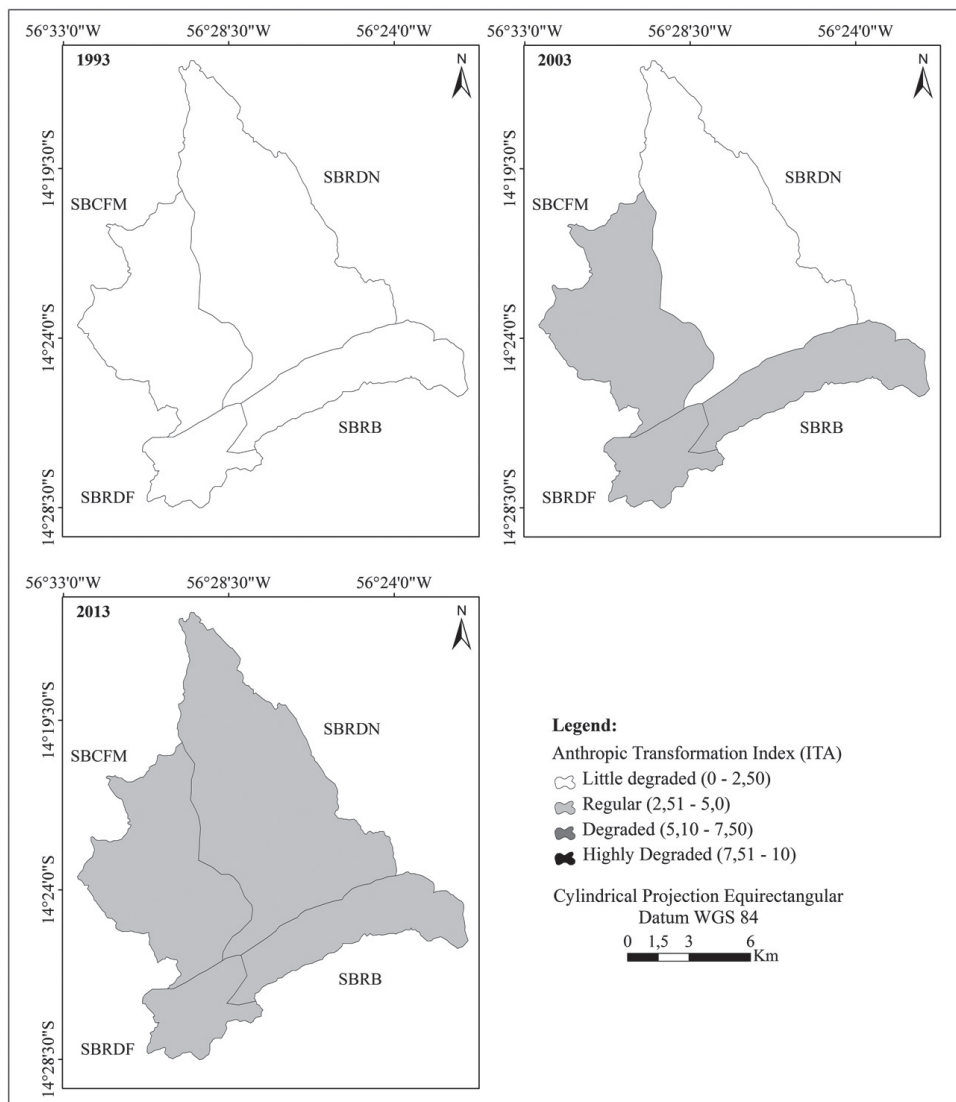 56°33'0"W 56°28'30"W 56°24'0"W
1993
N
14°19'30"S
14°24'0"S
14°28'30"S
SBRDN
SBCFM
SBRB
SBRDF
56°33'0"W 56°28'30"W 56°24'0"W
2003
N
14°19'30"S
14°24'0"S
14°28'30"S
SBRDN
SBCFM
SBRB
SBRDF
56°33'0"W 56°28'30"W 56°24'0"W
2013
N
14°19'30"S
14°24'0"S
14°28'30"S
SBRDN
SBCFM
SBRB
SBRDF
Legend:
Anthropic Transformation Index (ITA)
Little degraded (0 - 2,50)
Regular (2,51 - 5,0)
Degraded (5,10 - 7,50)
Highly Degraded (7,51 - 10)
Cylindrical Projection Equirectangular
Datum WGS 84
0 1,5 3 6
Km